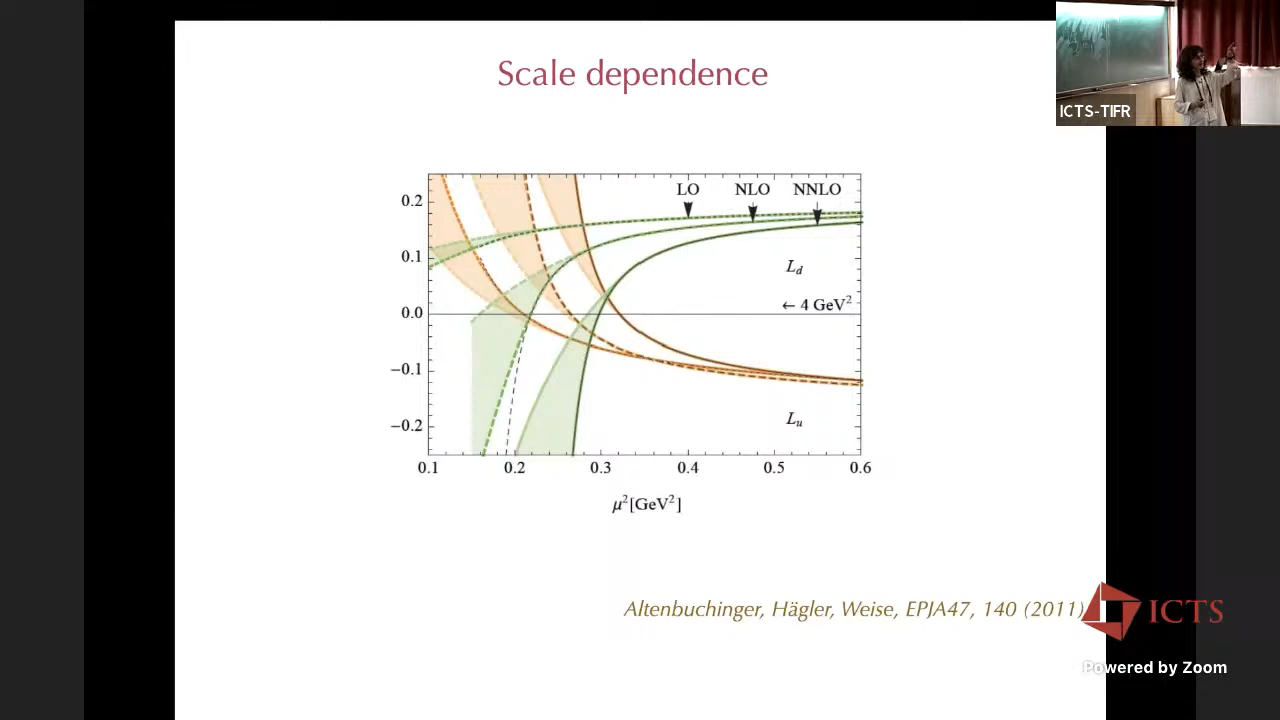 Scale dependence
ICTS-TIFR
LO NLO NNLO
0.2
0.1
0.0
−0.1
−0.2
L_d
← 4 GeV²
L_u
0.1 0.2 0.3 0.4 0.5 0.6
μ²[GeV²]
Altenbuchinger, Hägler, Weise, EPJA47, 140 (2011)
ICTS
Powered by Zoom